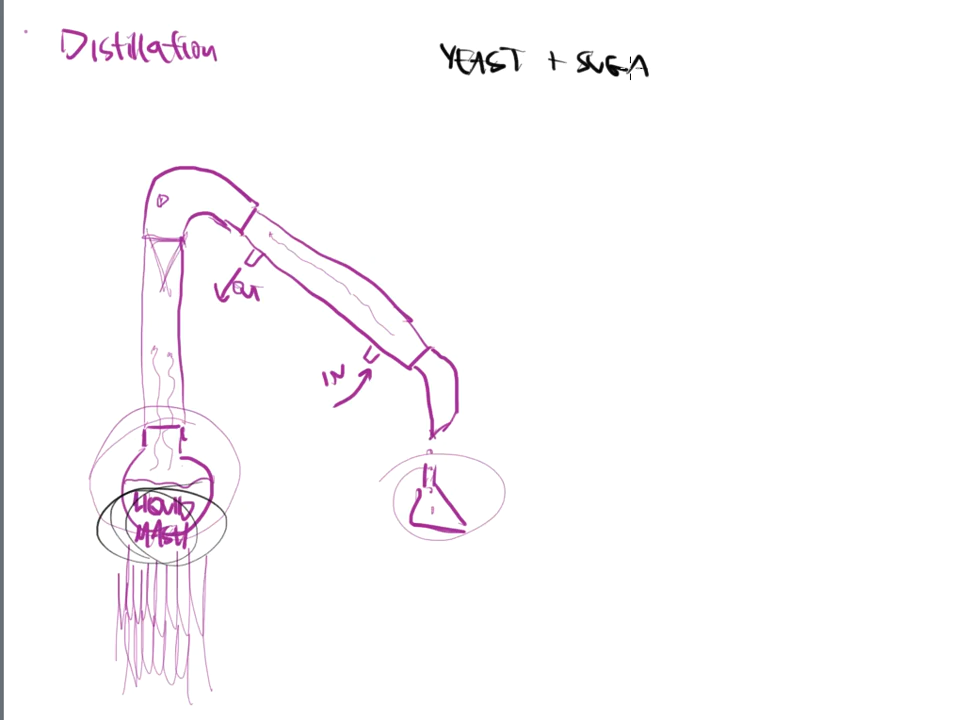 Distillation
YEAST + SUGA
OUT
IN
LIQUID
MASH